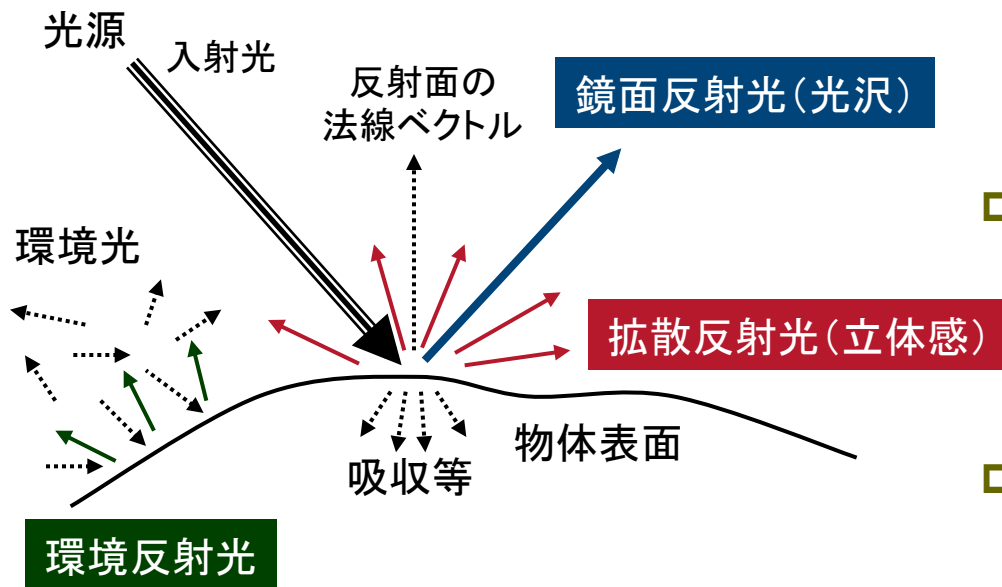 光源
入射光
反射面の
法線ベクトル
鏡面反射光（光沢）
環境光
拡散反射光（立体感）
物体表面
吸収等
環境反射光